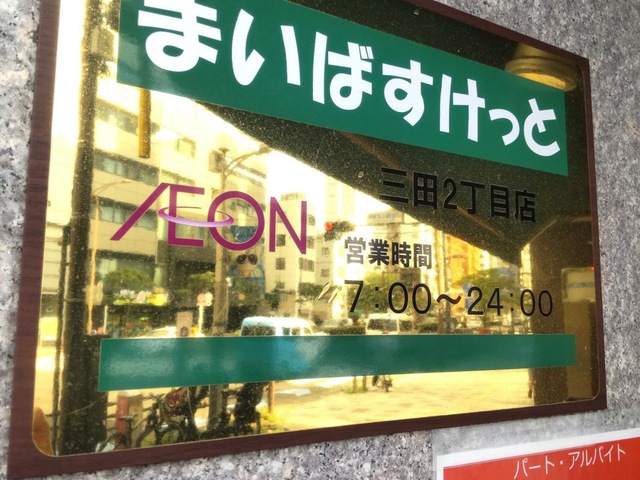 まいばすけっと
三田2丁目店
ÆON
営業時間
7:00〜24:00
パート・アルバイト